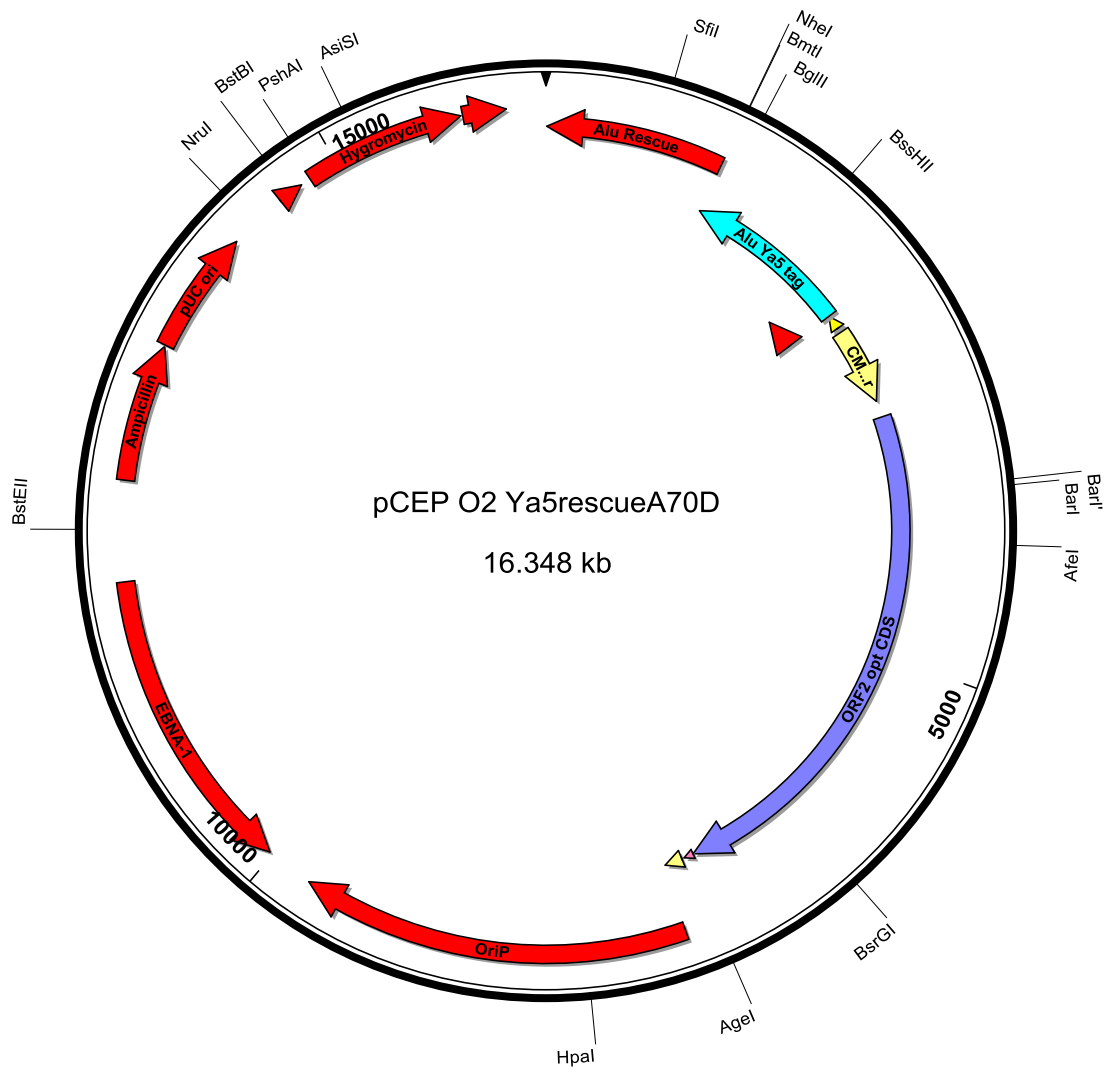 SfiI
NheI
BmtI
BglII
BssHII
BarI'
BarI
AfeI
BsrGI
AgeI
HpaI
BstEII
NruI
BstBI
PshAI
AsiSI
15000
Hygromycin
Alu Rescue
Alu Ya5 tag
CM...r
ORF2 opt CDS
5000
OriP
10000
EBNA-1
Ampicillin
pUC ori
pCEP O2 Ya5rescueA70D
16.348 kb